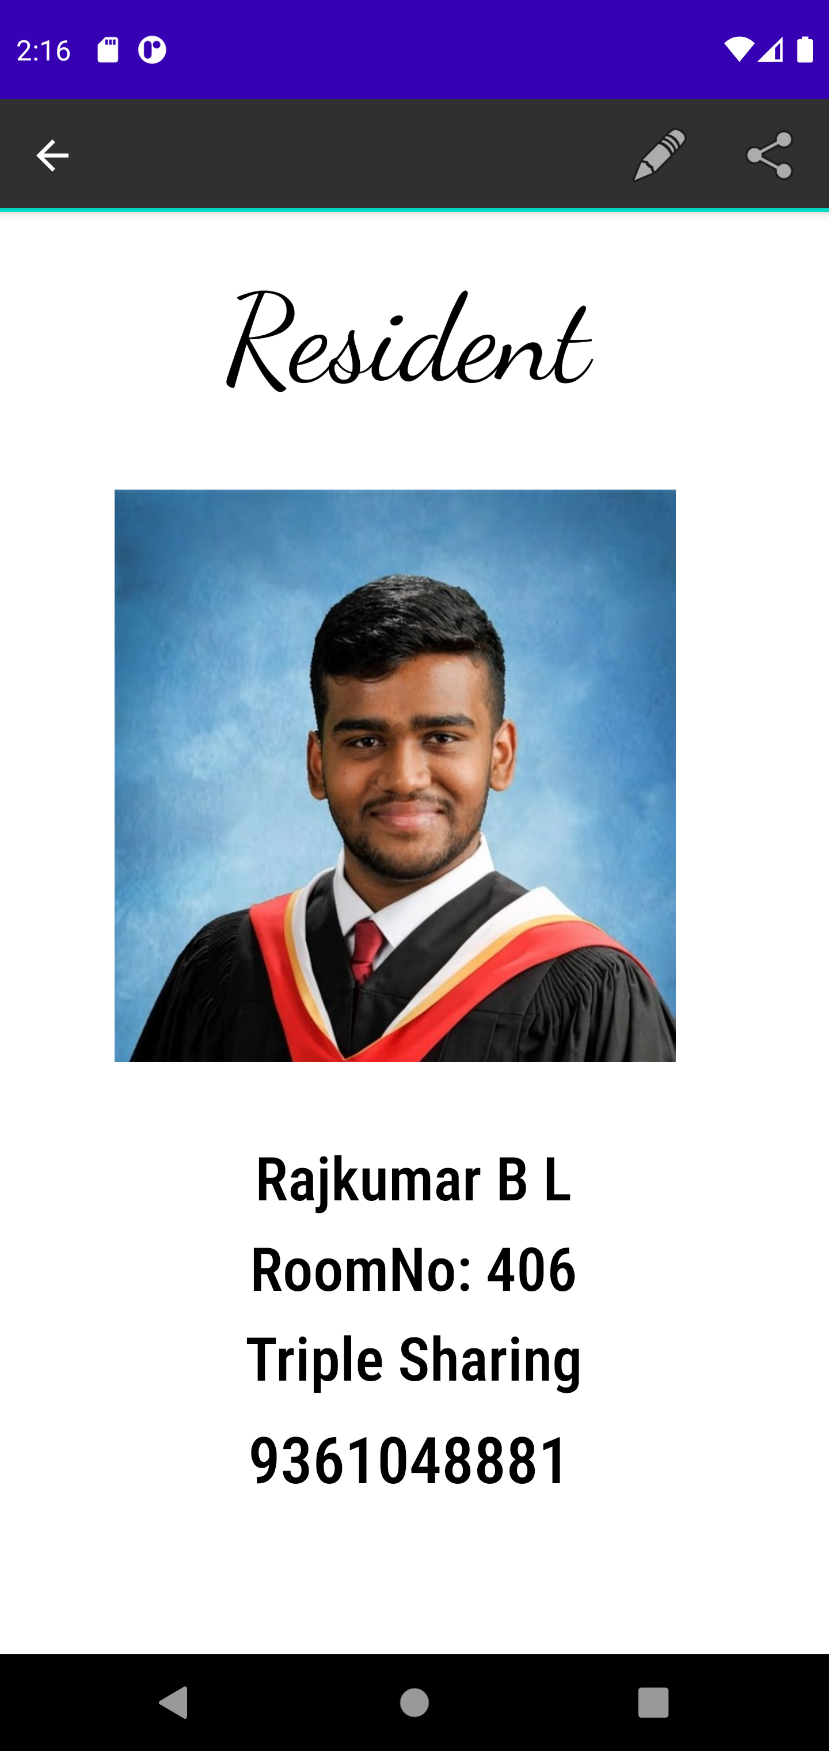 2:16
Resident
Rajkumar B L
RoomNo: 406
Triple Sharing
9361048881